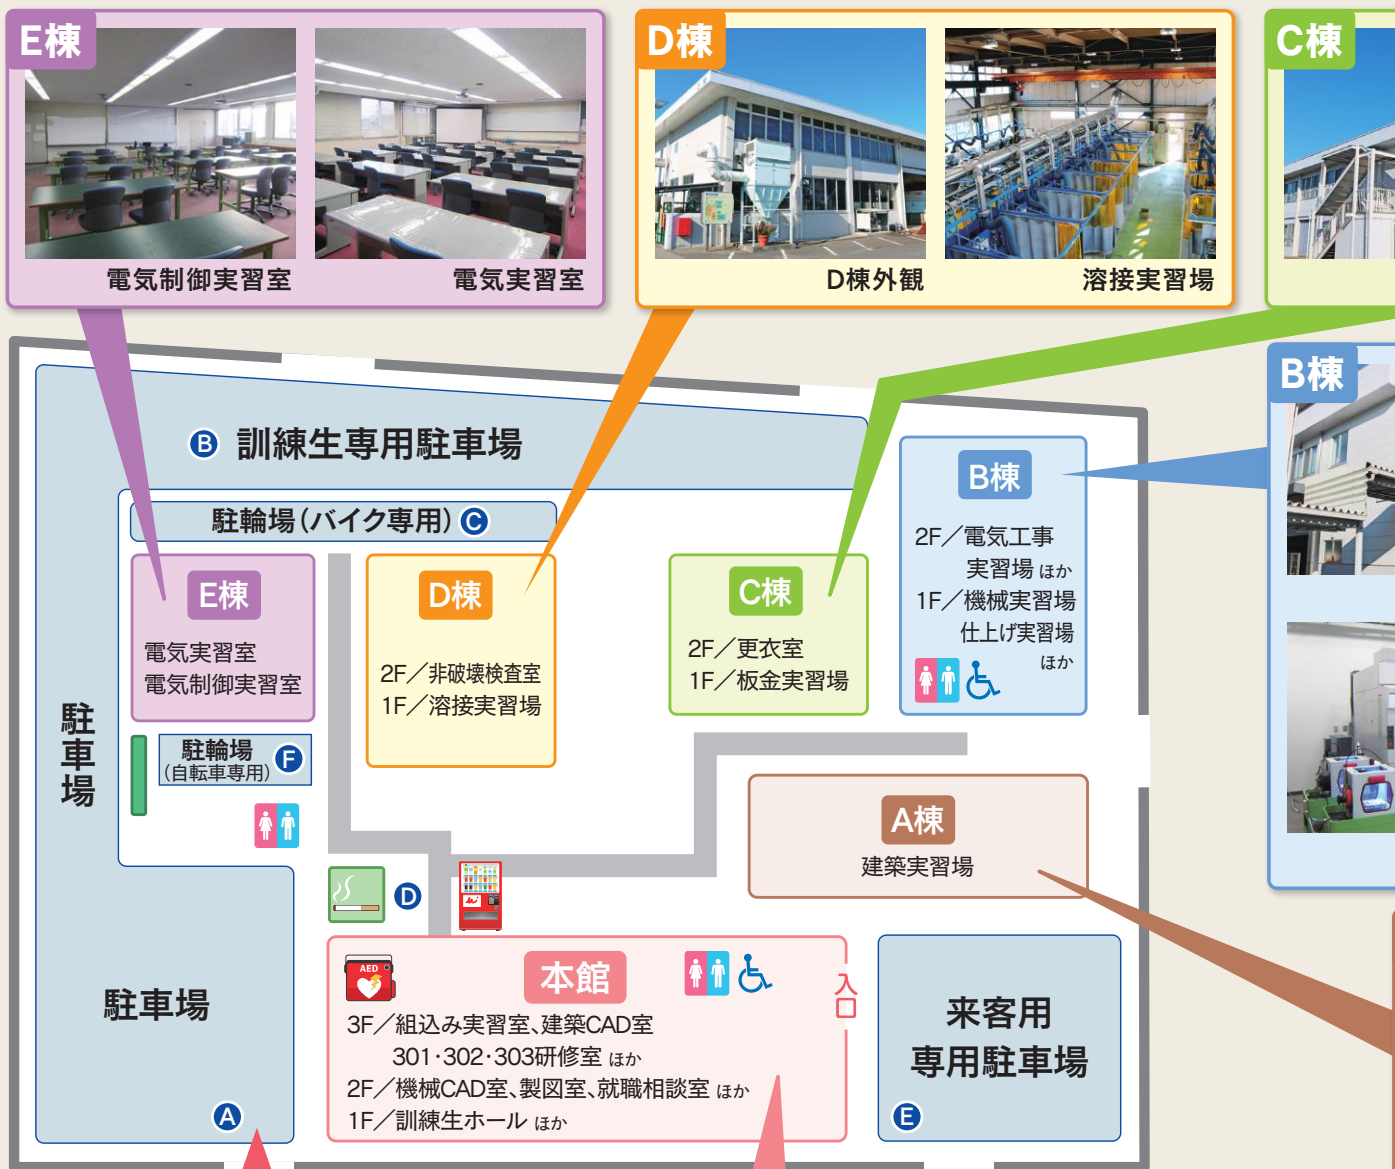 E棟
電気制御実習室
電気実習室
D棟
D棟外観
溶接実習場
C棟
B棟
B 訓練生専用駐車場
駐輪場(バイク専用) C
E棟
電気実習室
電気制御実習室
D棟
2F／非破壊検査室
1F／溶接実習場
C棟
2F／更衣室
1F／板金実習場
B棟
2F／電気工事
実習場 ほか
1F／機械実習場
仕上げ実習場
ほか
駐車場
駐輪場
(自転車専用)
F
A棟
建築実習場
D
駐車場
A
AED
本館
入口
3F／組込み実習室、建築CAD室
301・302・303研修室 ほか
2F／機械CAD室、製図室、就職相談室 ほか
1F／訓練生ホール ほか
来客用
専用駐車場
E